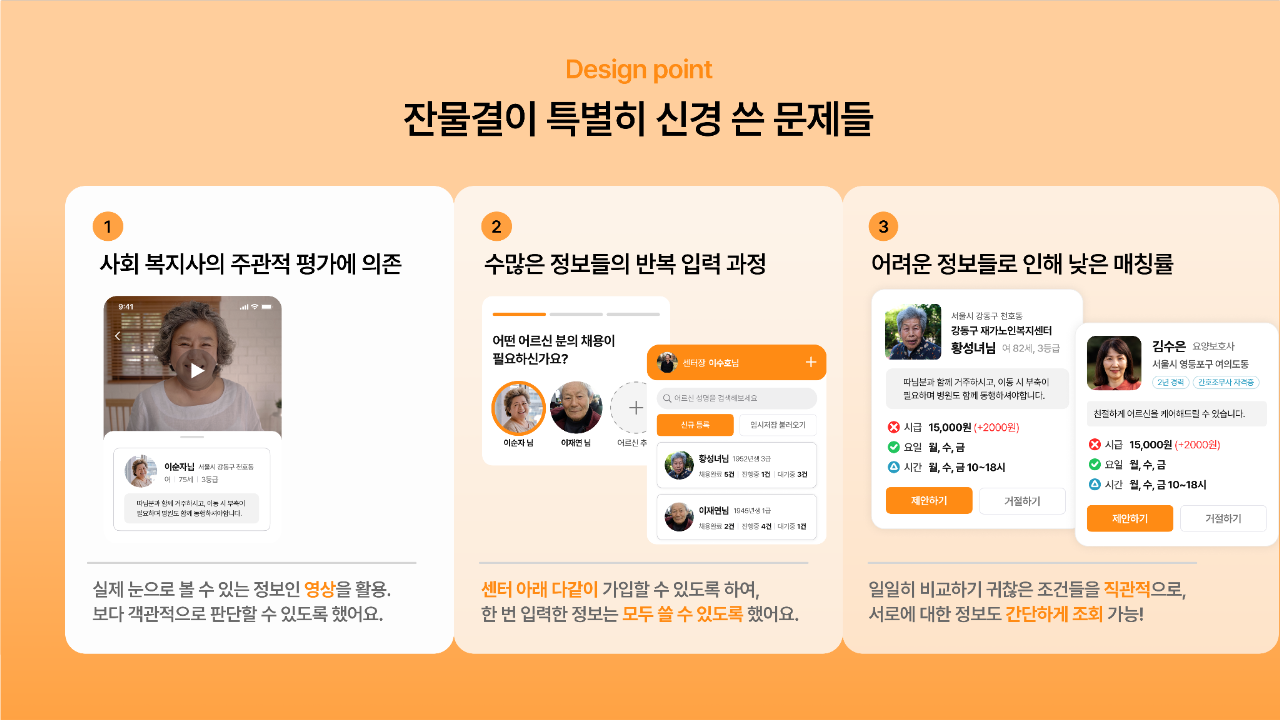 Design point
잔물결이 특별히 신경 쓴 문제들
1
사회 복지사의 주관적 평가에 의존
9:41
이순자님 서울시 강동구 천호동
여 | 75세 | 3등급
따님분과 함께 거주하시고, 이동 시 부축이
필요하며 병원도 함께 동행하셔야합니다.
실제 눈으로 볼 수 있는 정보인 영상을 활용.
보다 객관적으로 판단할 수 있도록 했어요.
2
수많은 정보들의 반복 입력 과정
어떤 어르신 분의 채용이
필요하신가요?
이순자 님
이재연 님
어르신 추
센터장 이수호님
어르신 성명을 검색해보세요
신규 등록
임시저장 불러오기
황성녀님 1952년생 3급
채용완료 5건 | 진행중 1건 | 대기중 3건
이재연님 1945년생 1급
채용완료 2건 | 진행중 4건 | 대기중 1건
센터 아래 다같이 가입할 수 있도록 하여,
한 번 입력한 정보는 모두 쓸 수 있도록 했어요.
3
어려운 정보들로 인해 낮은 매칭률
서울시 강동구 천호동
강동구 재가노인복지센터
황성녀님 여 82세, 3등급
따님분과 함께 거주하시고, 이동 시 부축이
필요하며 병원도 함께 동행하셔야합니다.
시급 15,000원 (+2000원)
요일 월, 수, 금
시간 월, 수, 금 10~18시
제안하기
거절하기
김수은 요양보호사
서울시 영등포구 여의도동
2년 경력
간호조무사 자격증
친절하게 어르신을 케어해드릴 수 있습니다.
시급 15,000원 (+2000원)
요일 월, 수, 금
시간 월, 수, 금 10~18시
제안하기
거절하기
일일히 비교하기 귀찮은 조건들을 직관적으로,
서로에 대한 정보도 간단하게 조회 가능!